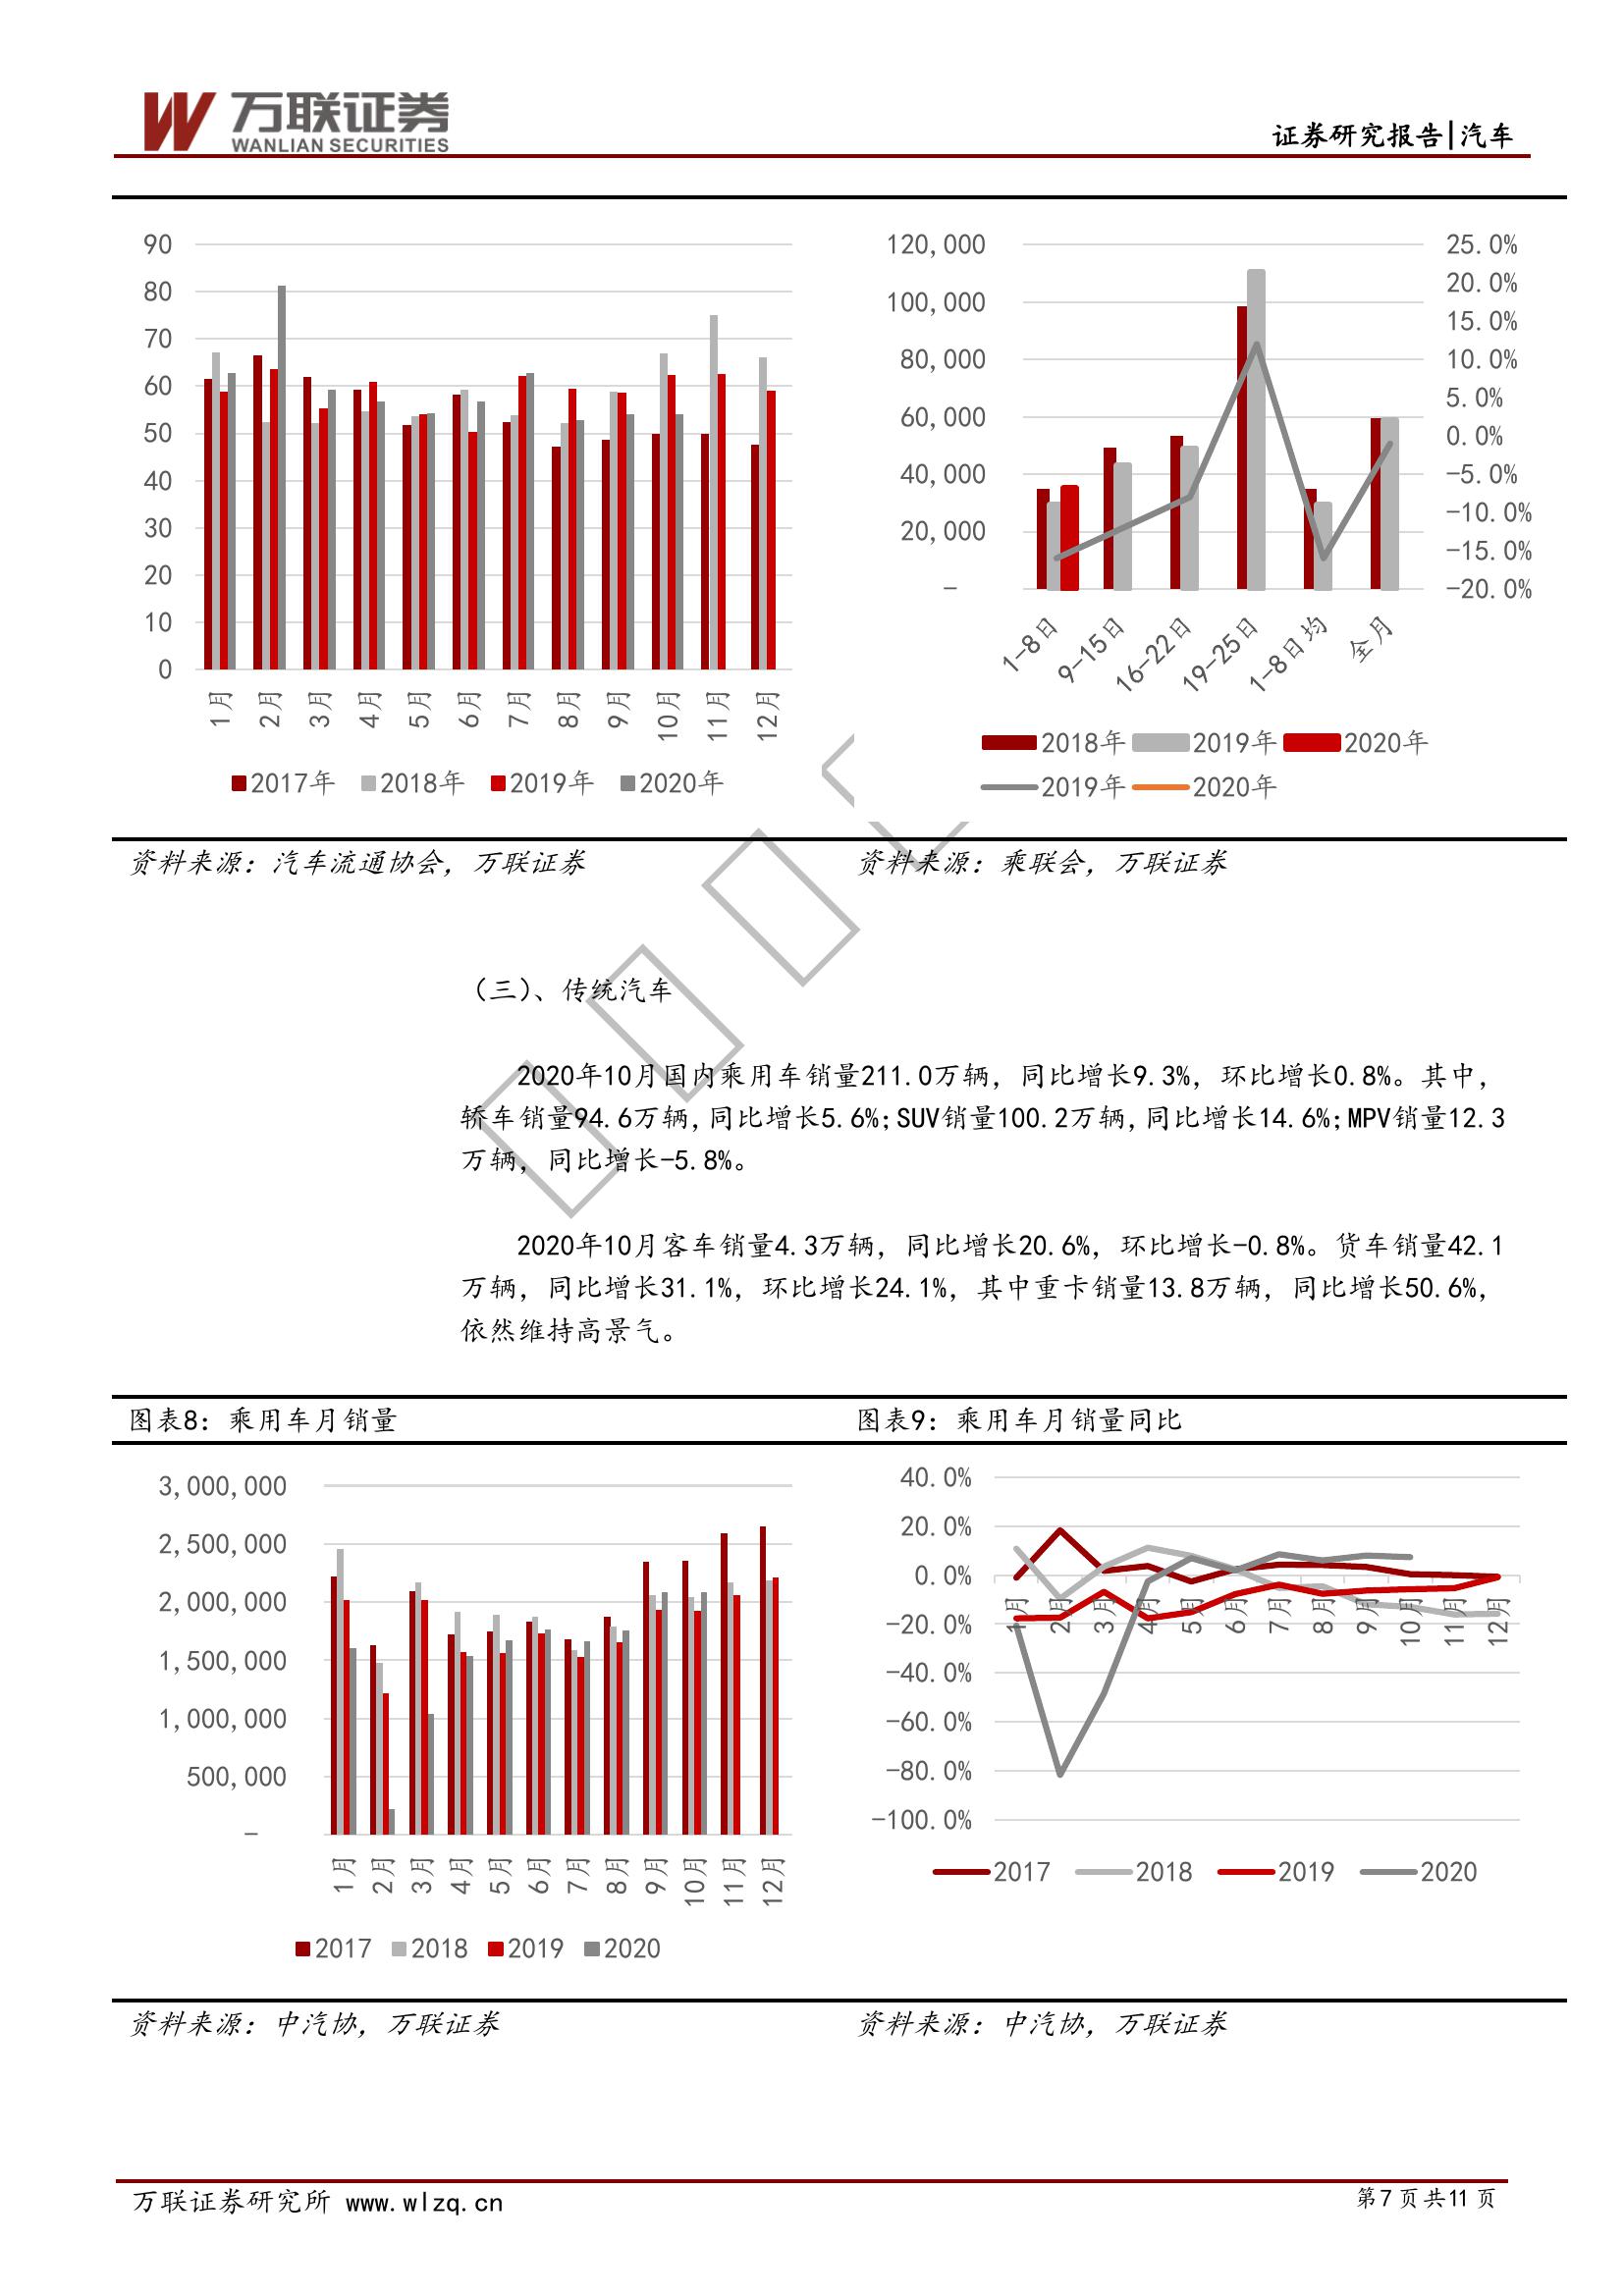 万联证券
WANLIAN SECURITIES
证券研究报告|汽车
90
80
70
60
50
40
30
20
10
0
1月 2月 3月 4月 5月 6月 7月 8月 9月 10月 11月 12月
2017年 2018年 2019年 2020年
120,000
100,000
80,000
60,000
40,000
20,000
-
25.0%
20.0%
15.0%
10.0%
5.0%
0.0%
-5.0%
-10.0%
-15.0%
-20.0%
1-8日 9-15日 16-22日 19-25日 1-8日均 全月
2018年 2019年 2020年
2019年 2020年
资料来源：汽车流通协会，万联证券
资料来源：乘联会，万联证券
（三）、传统汽车
2020年10月国内乘用车销量211.0万辆，同比增长9.3%，环比增长0.8%。其中，
轿车销量94.6万辆,同比增长5.6%;SUV销量100.2万辆,同比增长14.6%;MPV销量12.3
万辆，同比增长-5.8%。
2020年10月客车销量4.3万辆，同比增长20.6%，环比增长-0.8%。货车销量42.1
万辆，同比增长31.1%，环比增长24.1%，其中重卡销量13.8万辆，同比增长50.6%，
依然维持高景气。
图表8：乘用车月销量
图表9：乘用车月销量同比
3,000,000
2,500,000
2,000,000
1,500,000
1,000,000
500,000
-
1月 2月 3月 4月 5月 6月 7月 8月 9月 10月 11月 12月
2017 2018 2019 2020
40.0%
20.0%
0.0%
-20.0%
-40.0%
-60.0%
-80.0%
-100.0%
1月 2月 3月 4月 5月 6月 7月 8月 9月 10月 11月 12月
2017 2018 2019 2020
资料来源：中汽协，万联证券
资料来源：中汽协，万联证券
万联证券研究所 www.wlzq.cn
第7页共11页